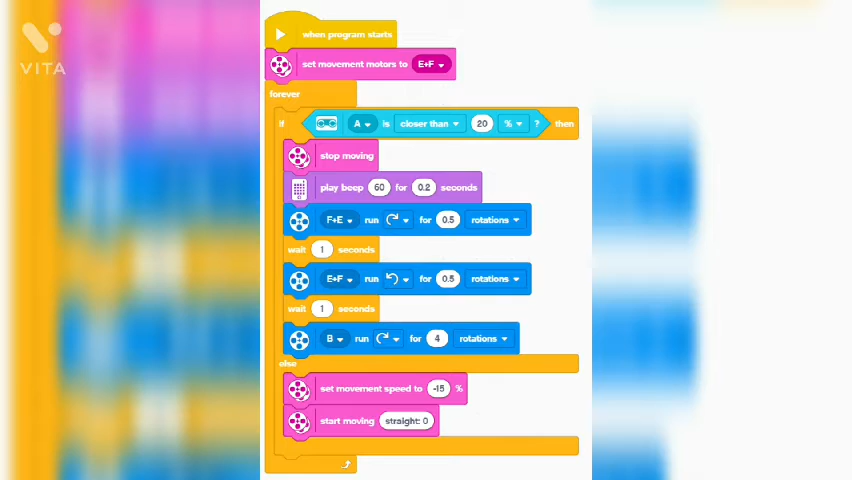 VITA
when program starts
set movement motors to E+F
forever
if A is closer than 20 % ? then
stop moving
play beep 60 for 0.2 seconds
F+E run for 0.5 rotations
wait 1 seconds
E+F run for 0.5 rotations
wait 1 seconds
B run for 4 rotations
else
set movement speed to -15 %
start moving straight: 0